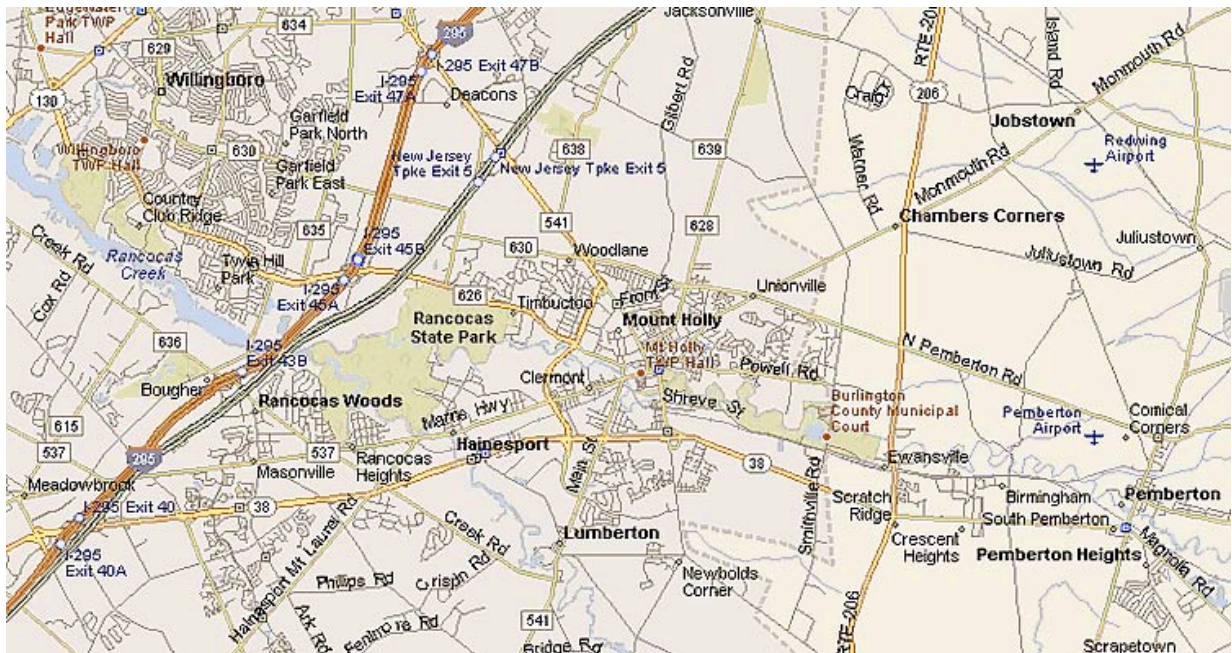 Edgewater
Park TWP
Hall
634
629
295
I-295 Exit 47B
Jacksonville
RTE-206
Island Rd
Willingboro
I-295
Exit 47A
Deacons
Gilbert Rd
Monmouth Rd
130
206
Craig
Garfield
Park North
Jobstown
Willingboro
TWP Hall
630
New Jersey
Tpke Exit 5
638
New Jersey Tpke Exit 5
639
Warner Rd
Redwing
Airport
Garfield
Park East
Monmouth Rd
Country
Club Ridge
635
541
628
Chambers Corners
I-295
Exit 45B
630
Woodlane
Creek Rd
Rancocas
Creek
Twin Hill
Park
Juliustown
Juliustown Rd
Cox Rd
I-295
Exit 45A
626
Timbuctoo
Front St
Unionville
Rancocas
State Park
Mount Holly
636
I-295
Exit 43B
Mt Holly
TWP Hall
N Pemberton Rd
Bougher
Clermont
Powell Rd
Rancocas Woods
Marne Hwy
Shreve St
Burlington
County Municipal
Court
Pemberton
Airport
Comical
Corners
615
537
537
Hainesport
Main St
295
Masonville
Rancocas
Heights
38
Ewansville
Meadowbrook
Smithville Rd
Scratch
Ridge
Birmingham
Pemberton
I-295 Exit 40
38
Hainesport Mt Laurel Rd
Creek Rd
Lumberton
South Pemberton
Crescent
Heights
Pemberton Heights
Magnolia Rd
I-295
Exit 40A
Phillips Rd
Crispin Rd
Newbolds
Corner
Ark Rd
Fenimore Rd
541
Bridge Rd
RTE-206
Scrapetown